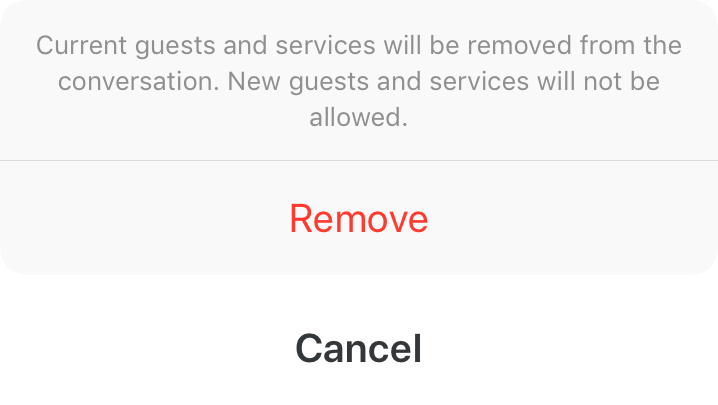 Current guests and services will be removed from the
conversation. New guests and services will not be
allowed.
Remove
Cancel